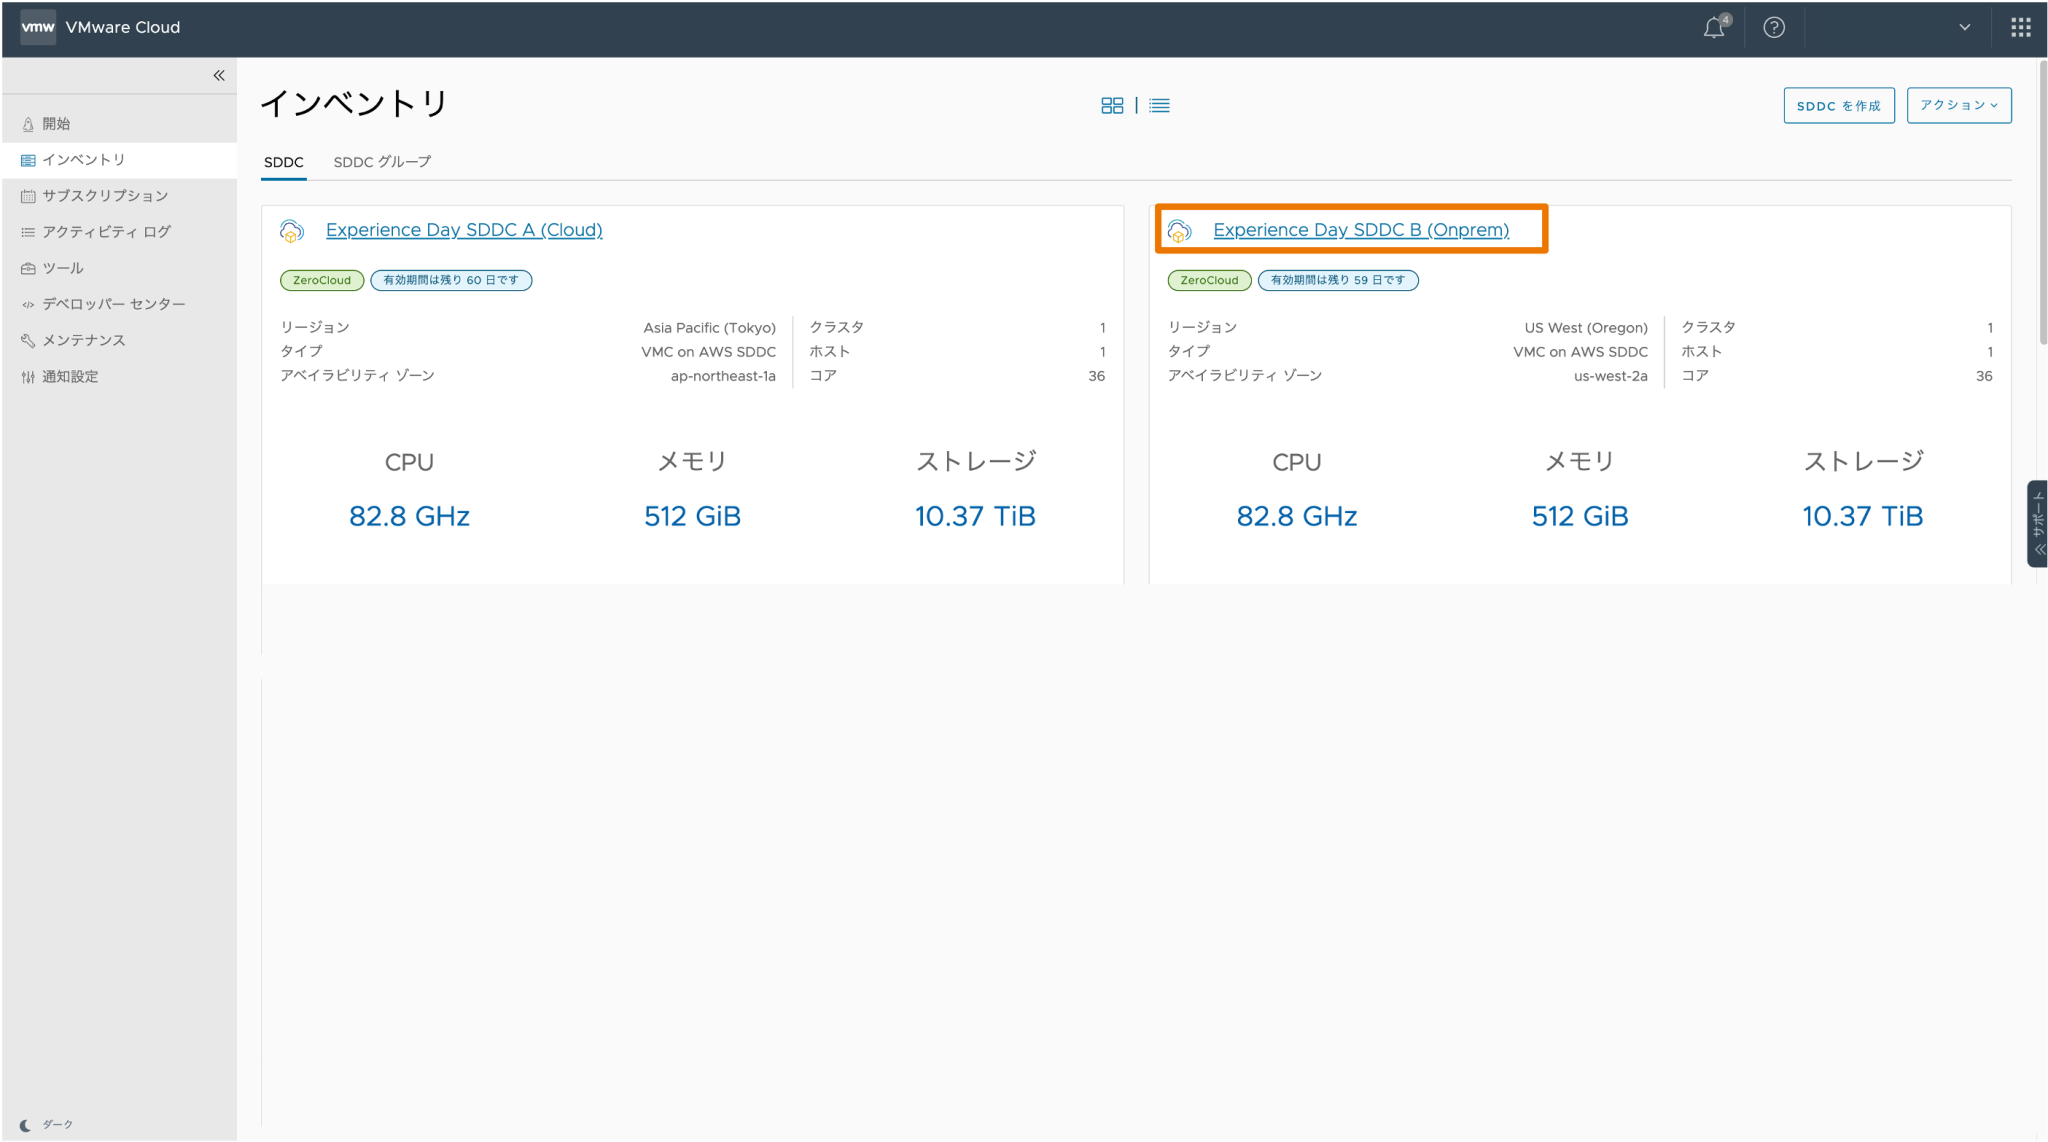 vmw VMware Cloud
4
インベントリ
SDDC を作成 アクション
開始
インベントリ
サブスクリプション
アクティビティ ログ
ツール
デベロッパー センター
メンテナンス
通知設定
ダーク
SDDC SDDC グループ
Experience Day SDDC A (Cloud)
ZeroCloud 有効期間は残り 60 日です
リージョン Asia Pacific (Tokyo) クラスタ 1
タイプ VMC on AWS SDDC ホスト 1
アベイラビリティ ゾーン ap-northeast-1a コア 36
CPU メモリ ストレージ
82.8 GHz 512 GiB 10.37 TiB
Experience Day SDDC B (Onprem)
ZeroCloud 有効期間は残り 59 日です
リージョン US West (Oregon) クラスタ 1
タイプ VMC on AWS SDDC ホスト 1
アベイラビリティ ゾーン us-west-2a コア 36
CPU メモリ ストレージ
82.8 GHz 512 GiB 10.37 TiB
サポート